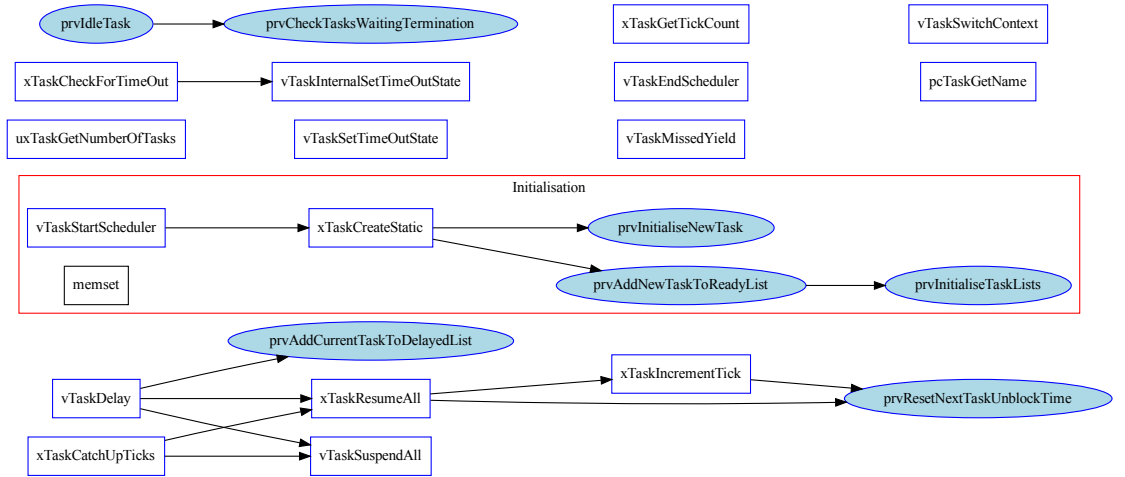 prvIdleTask
prvCheckTasksWaitingTermination
xTaskGetTickCount
vTaskSwitchContext
xTaskCheckForTimeOut
vTaskInternalSetTimeOutState
vTaskEndScheduler
pcTaskGetName
uxTaskGetNumberOfTasks
vTaskSetTimeOutState
vTaskMissedYield
Initialisation
vTaskStartScheduler
xTaskCreateStatic
prvInitialiseNewTask
memset
prvAddNewTaskToReadyList
prvInitialiseTaskLists
prvAddCurrentTaskToDelayedList
xTaskIncrementTick
vTaskDelay
xTaskResumeAll
prvResetNextTaskUnblockTime
xTaskCatchUpTicks
vTaskSuspendAll